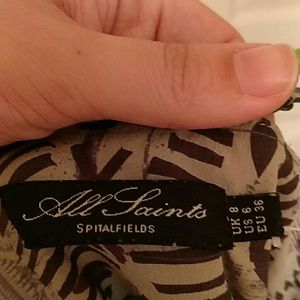 All Saints
SPITALFIELDS
UK 8
US 6
EU 36